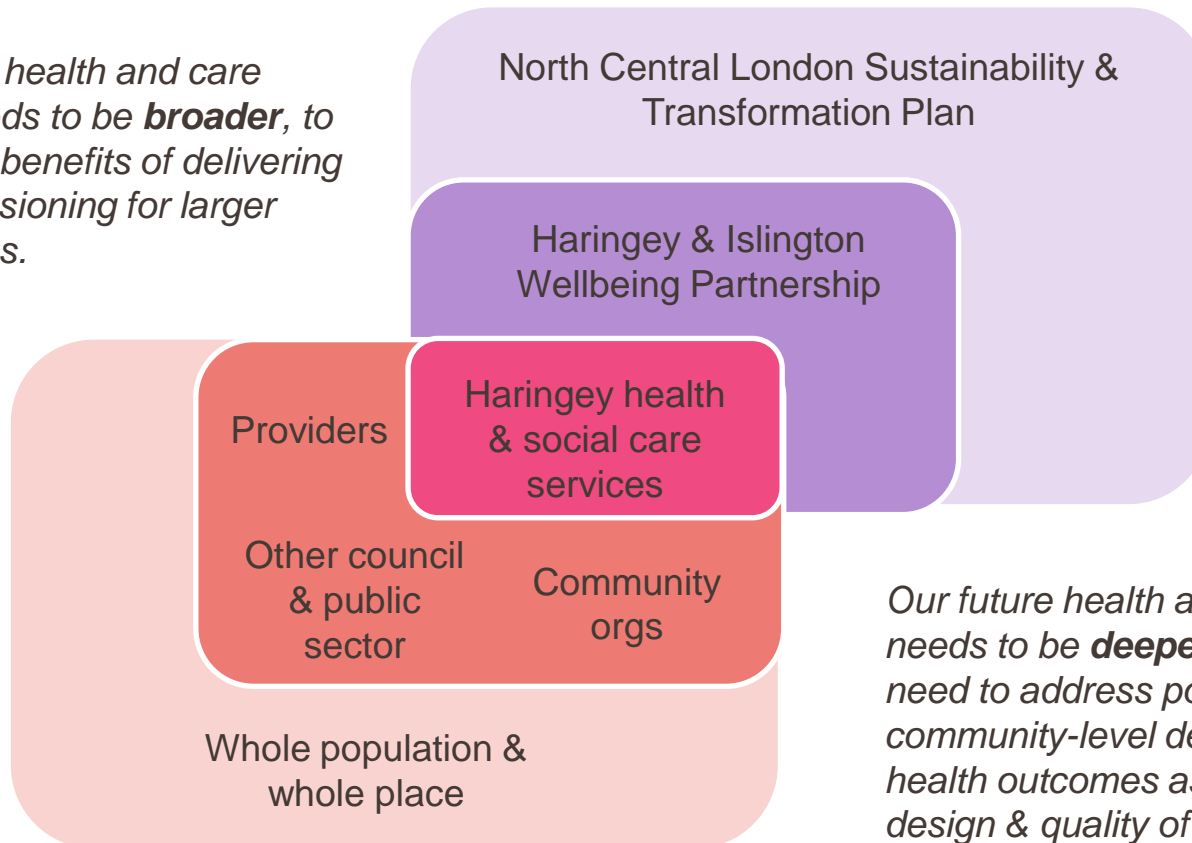 health and care
ds to be broader, to
benefits of delivering
sioning for larger
s.
North Central London Sustainability &
Transformation Plan
Haringey & Islington
Wellbeing Partnership
Haringey health
& social care
services
Providers
Other council
& public
sector
Community
orgs
Whole population &
whole place
Our future health a
needs to be deepe
need to address po
community-level de
health outcomes as
design & quality of